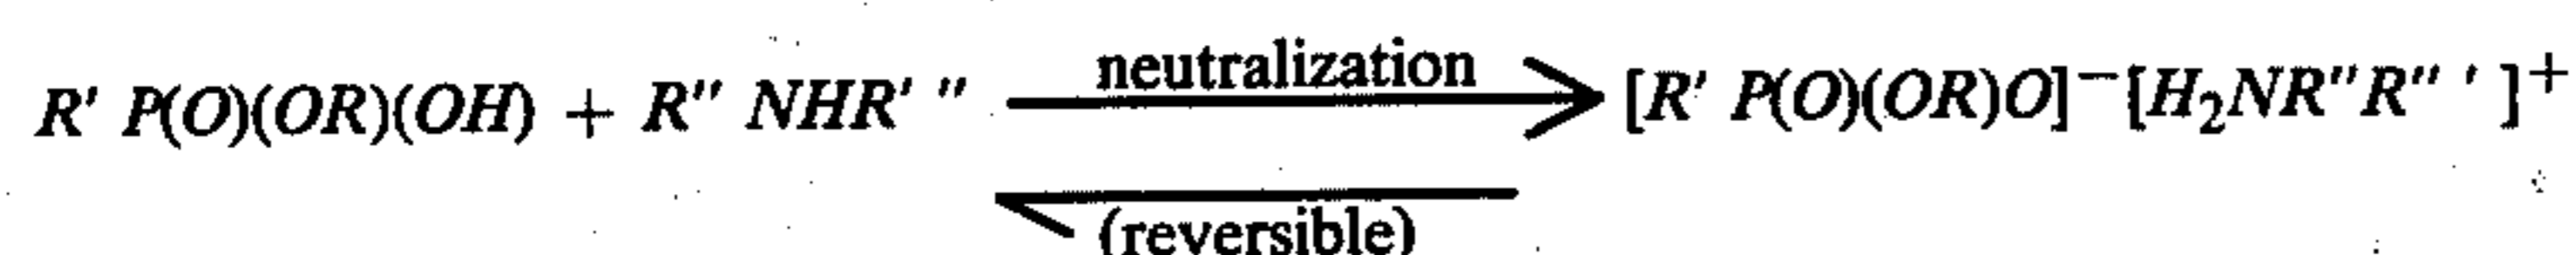 R' P(O)(OR)(OH) + R" NHR' " neutralization [R' P(O)(OR)O]⁻[H₂NR"R" ' ]⁺
(reversible)